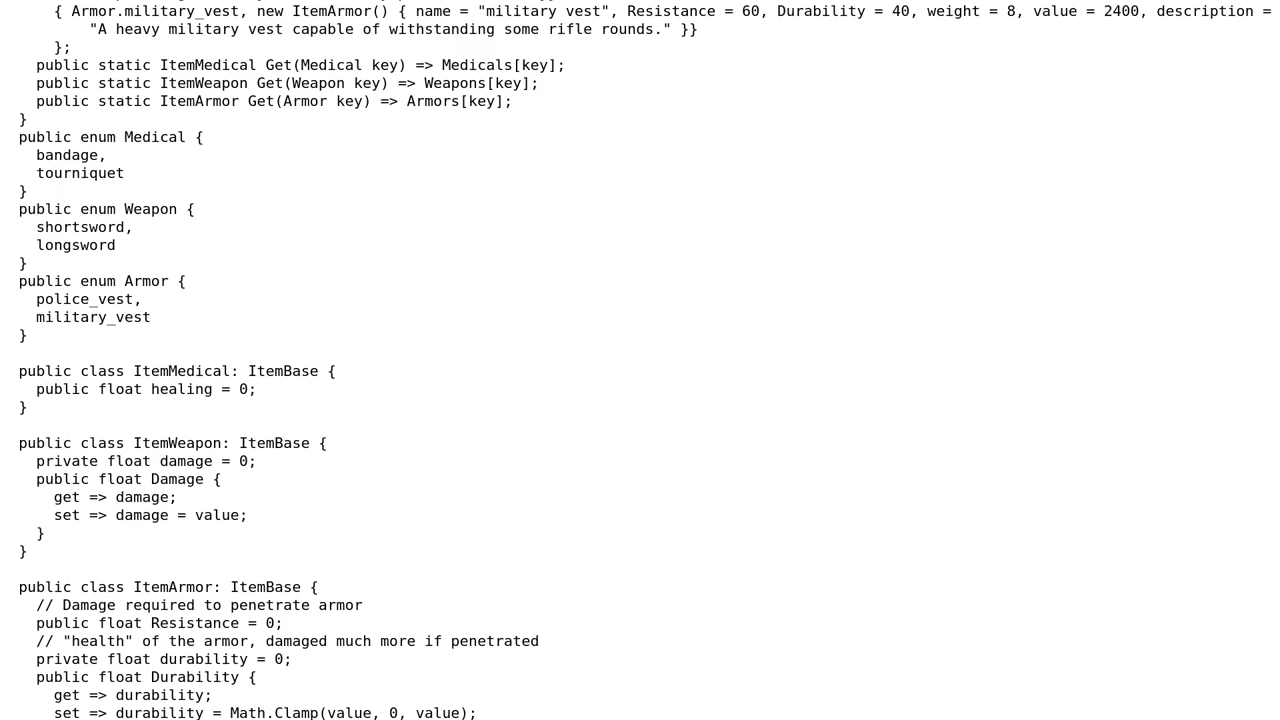 { Armor.military_vest, new ItemArmor() { name = "military vest", Resistance = 60, Durability = 40, weight = 8, value = 2400, description =
"A heavy military vest capable of withstanding some rifle rounds." }}
};
public static ItemMedical Get(Medical key) => Medicals[key];
public static ItemWeapon Get(Weapon key) => Weapons[key];
public static ItemArmor Get(Armor key) => Armors[key];
}
public enum Medical {
bandage,
tourniquet
}
public enum Weapon {
shortsword,
longsword
}
public enum Armor {
police_vest,
military_vest
}
public class ItemMedical: ItemBase {
public float healing = 0;
}
public class ItemWeapon: ItemBase {
private float damage = 0;
public float Damage {
get => damage;
set => damage = value;
}
}
public class ItemArmor: ItemBase {
// Damage required to penetrate armor
public float Resistance = 0;
// "health" of the armor, damaged much more if penetrated
private float durability = 0;
public float Durability {
get => durability;
set => durability = Math.Clamp(value, 0, value);